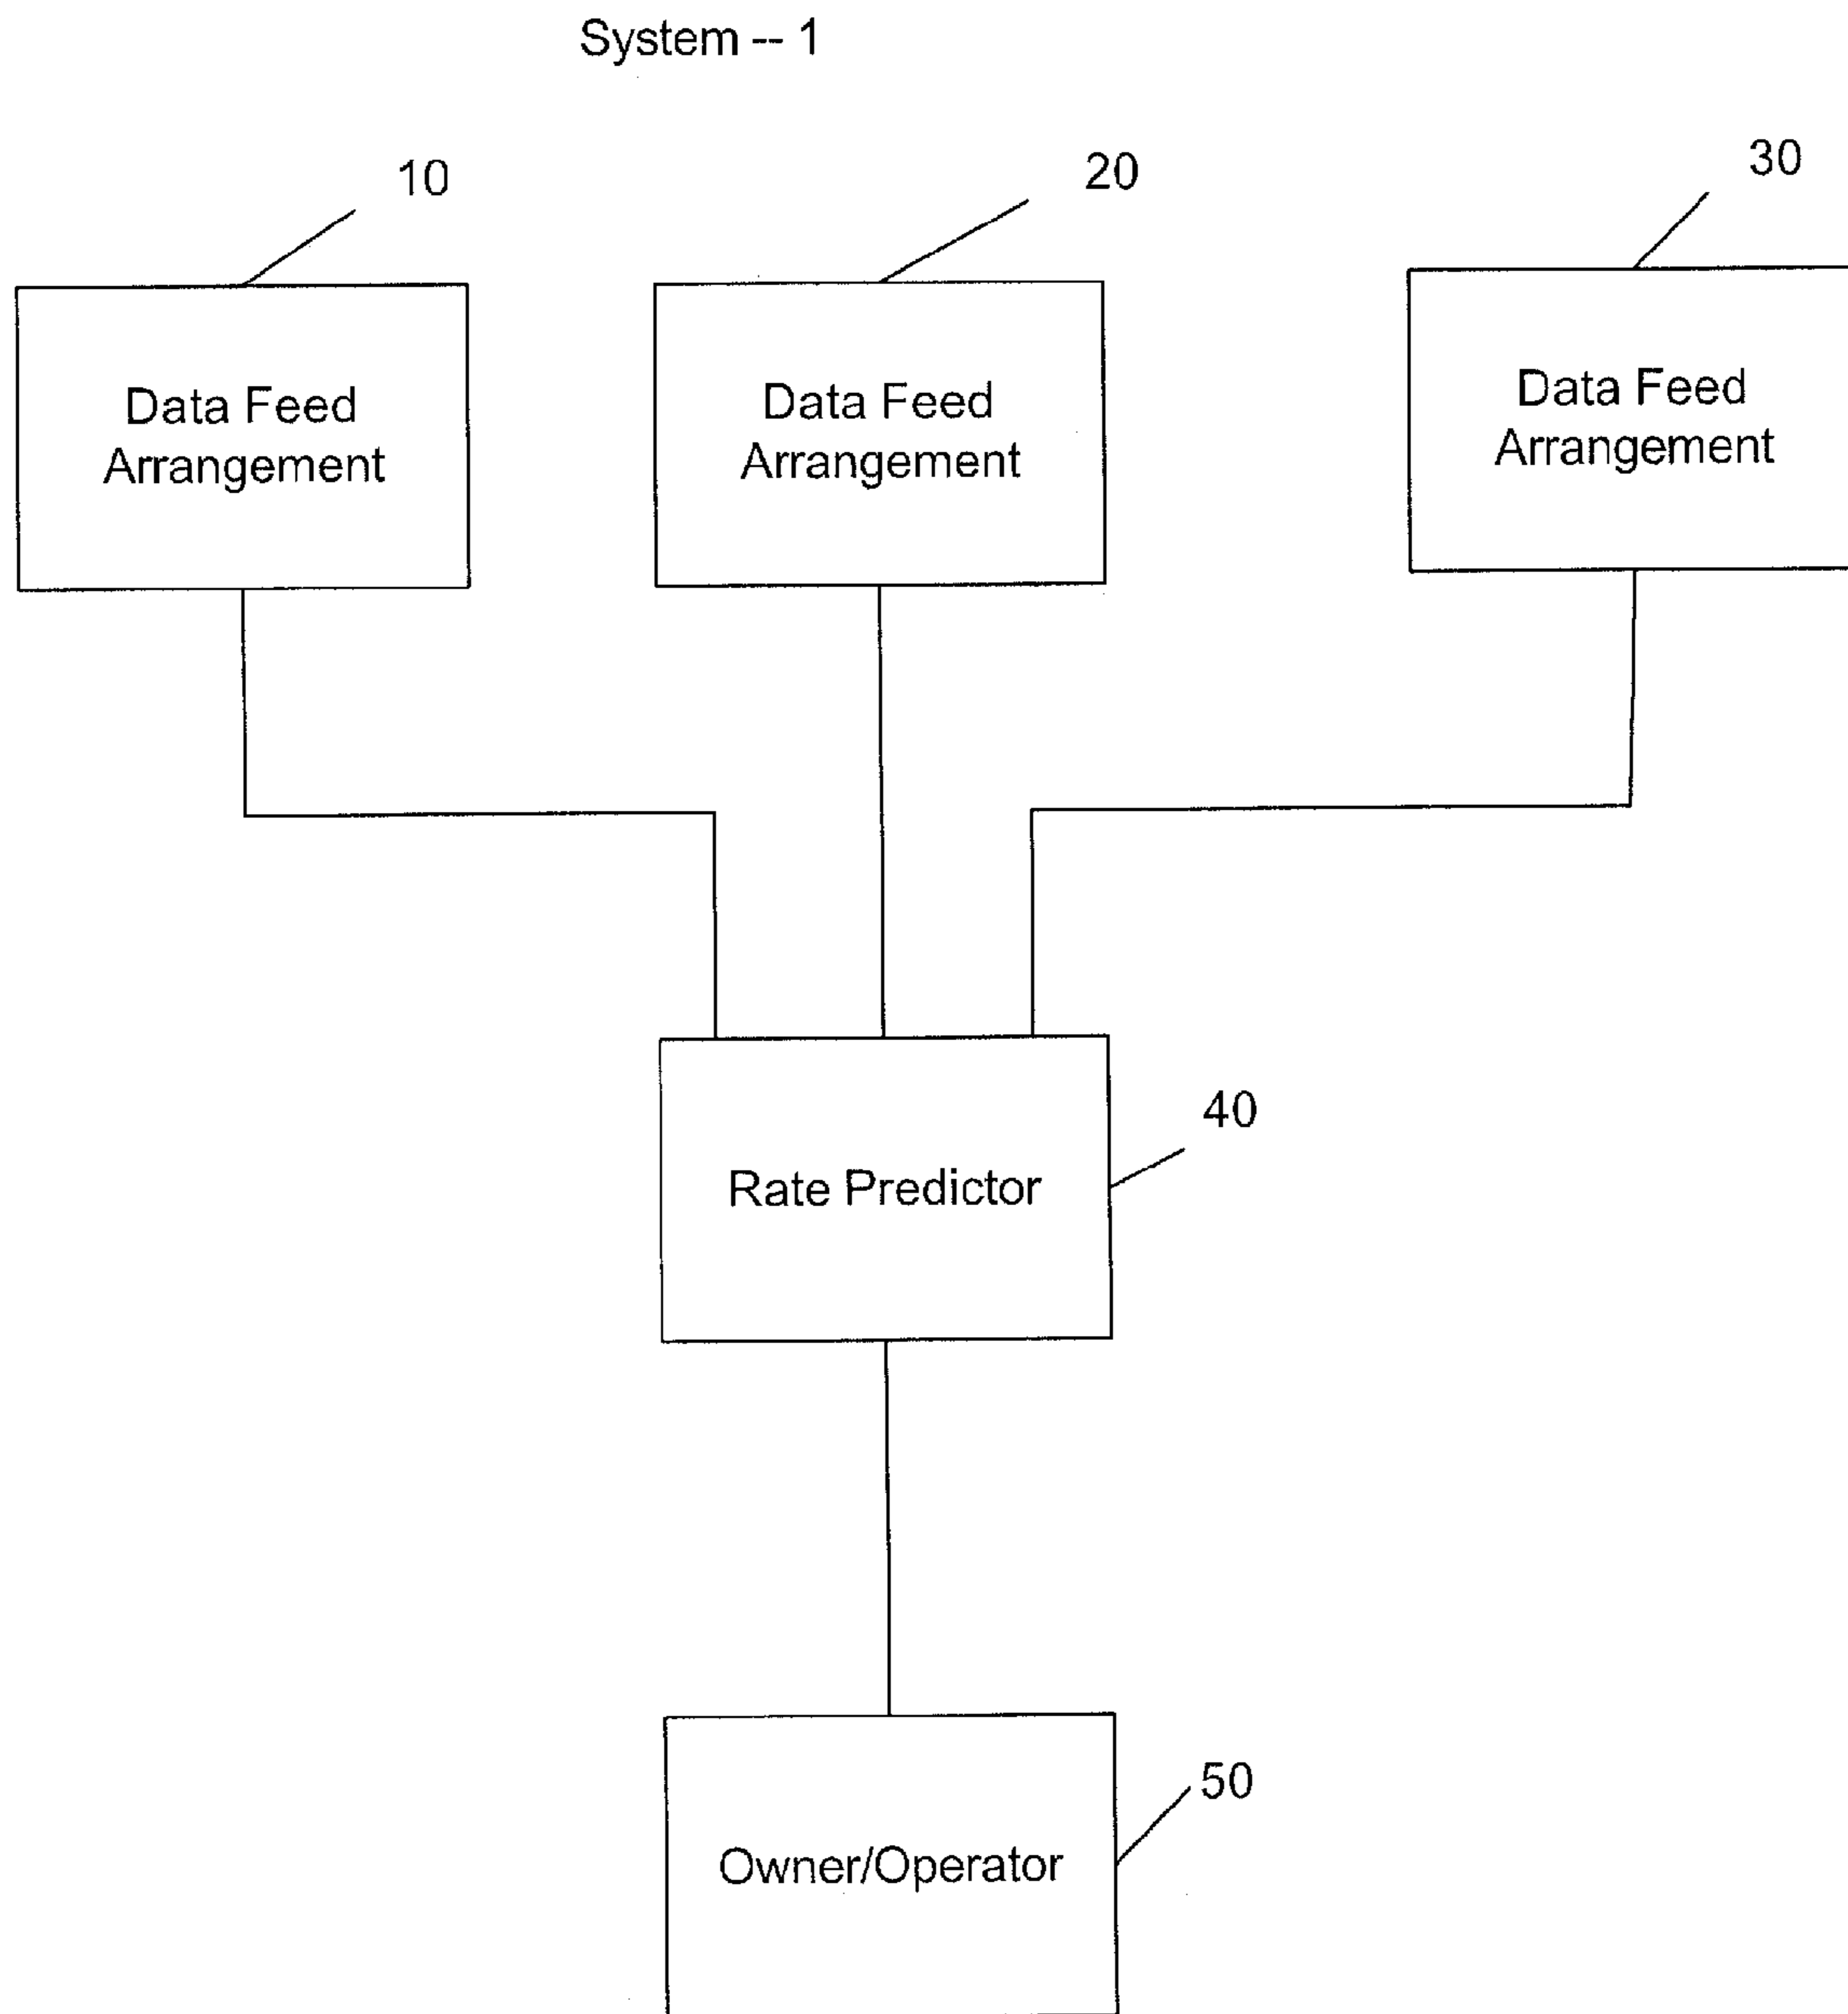 System -- 1
10
20
30
Data Feed
Arrangement
Data Feed
Arrangement
Data Feed
Arrangement
40
Rate Predictor
50
Owner/Operator